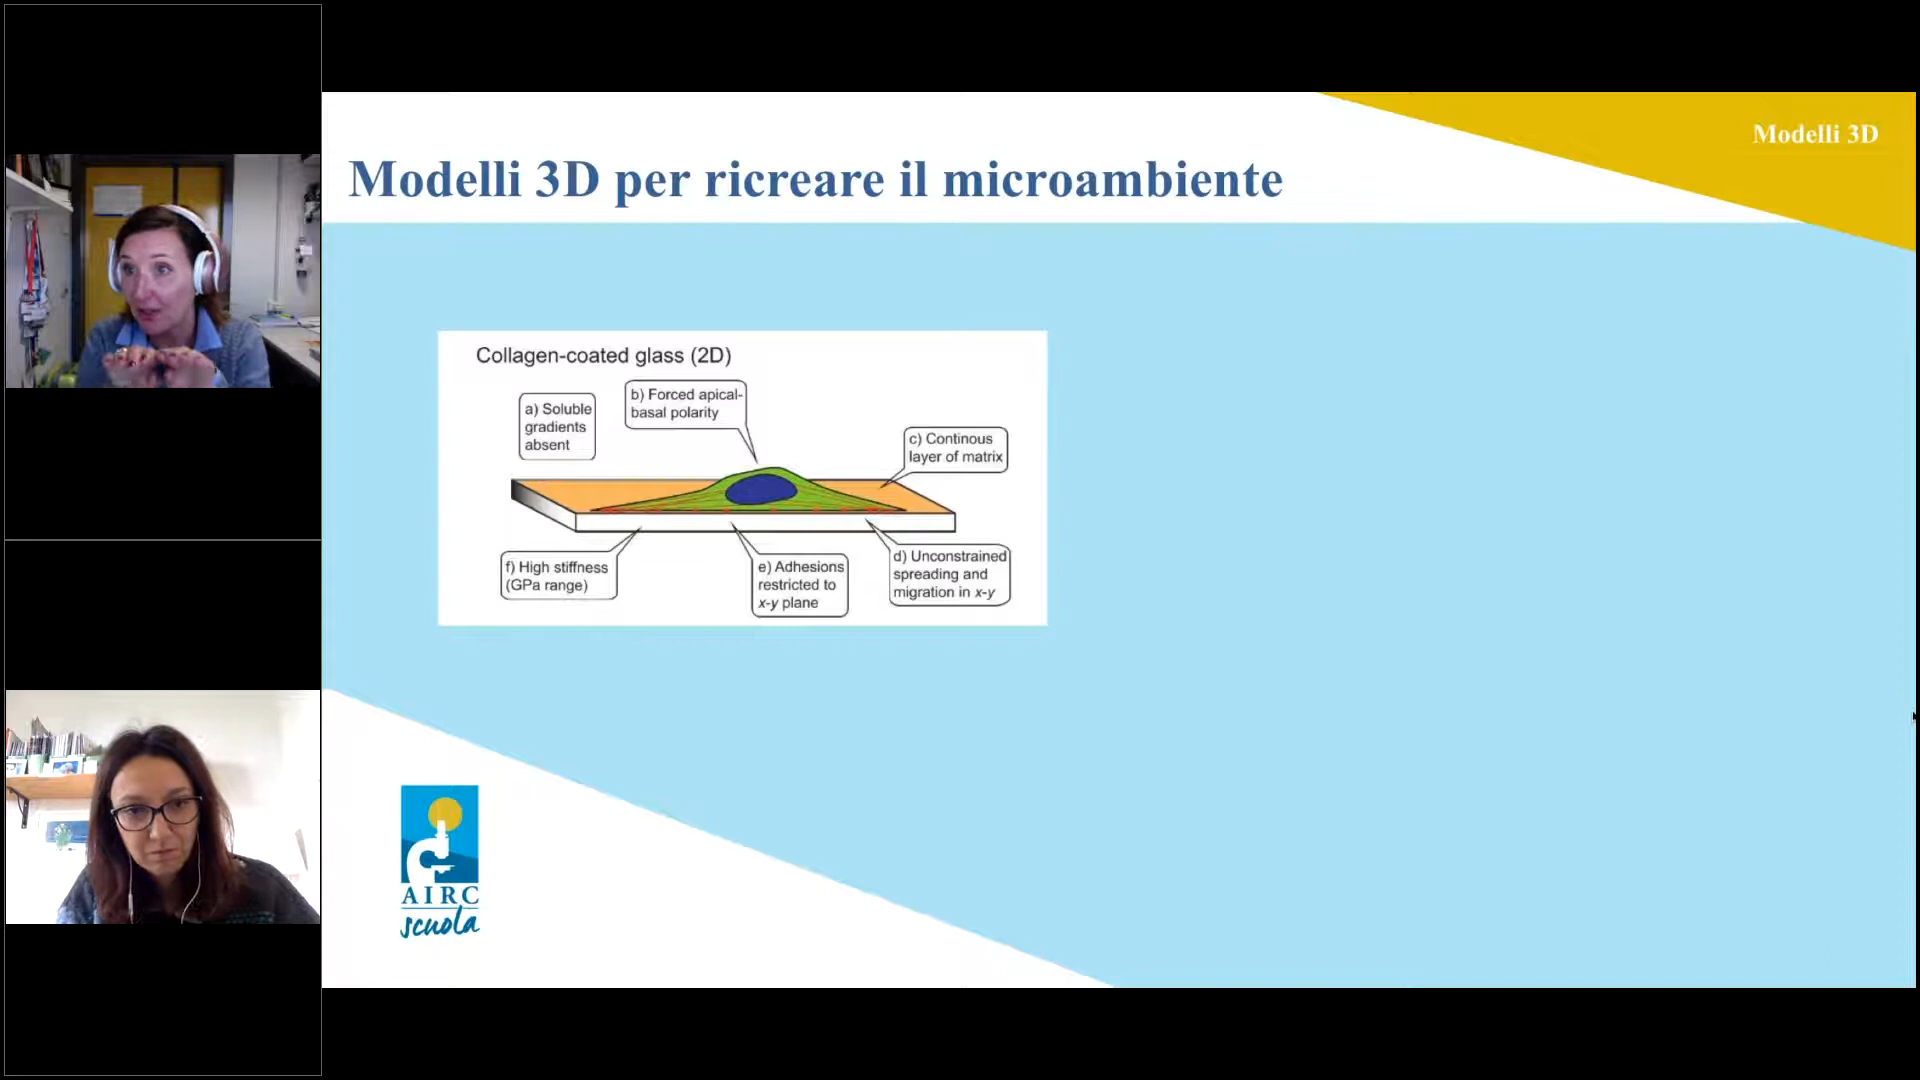 Modelli 3D
Modelli 3D per ricreare il microambiente
Collagen-coated glass (2D)
a) Soluble
gradients
absent
b) Forced apical-
basal polarity
c) Continous
layer of matrix
f) High stiffness
(GPa range)
e) Adhesions
restricted to
x-y plane
d) Unconstrained
spreading and
migration in x-y
AIRC
scuola